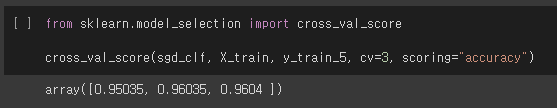 [ ] from sklearn.model_selection import cross_val_score
cross_val_score(sgd_clf, X_train, y_train_5, cv=3, scoring="accuracy")
array([0.95035, 0.96035, 0.9604 ])